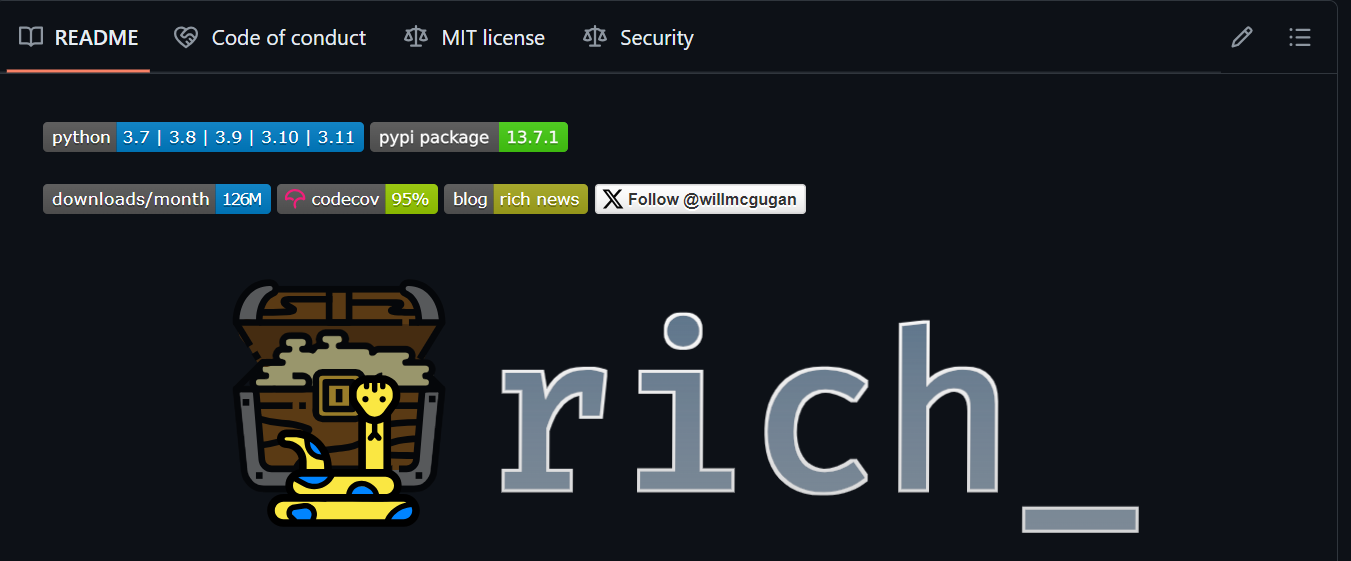 README Code of conduct MIT license Security
python 3.7 | 3.8 | 3.9 | 3.10 | 3.11 pypi package 13.7.1
downloads/month 126M codecov 95% blog rich news Follow @willmcgugan
rich_